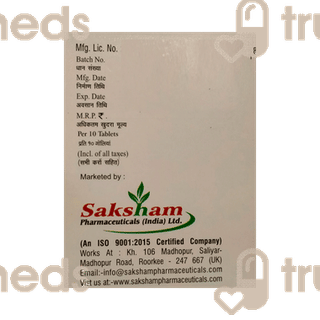 meds
tru
Mfg. Lic. No.
Batch No.
धान संख्या
Mfg. Date
निर्माण तिथि
Exp. Date
अवसान तिथि
M.R.P. ₹.
अधिकतम खुदरा मूल्य
Per 10 Tablets
प्रति १० गोलियां
(Incl. of all taxes)
(सभी करों सहित)
Marketed by :
Saksham
Pharmaceuticals (India) Ltd.
(An ISO 9001:2015 Certified Company)
Works At : Kh. 106 Madhopur, Saliyar-
Madhopur Road, Roorkee - 247 667 (UK)
Email:-Info@sakshampharmaceuticals.com
Vist us at:-www.sakshampharmaceuticals.com